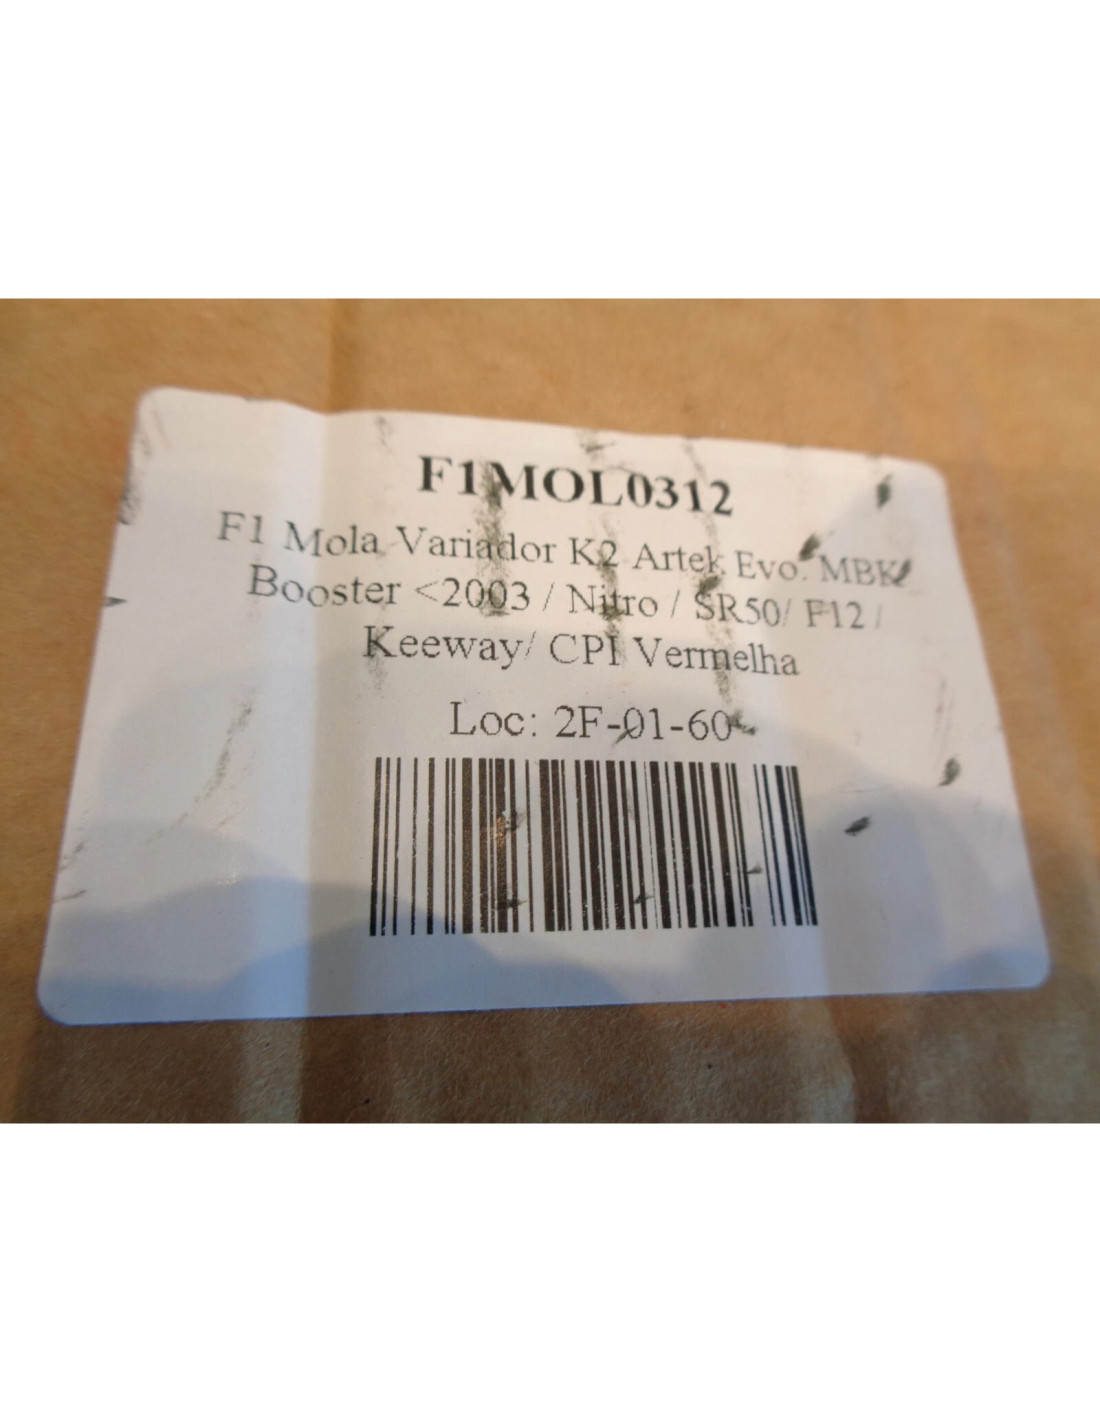 F1MOL0312
F1 Mola Variador K2 Artek Evo. MBK
Booster <2003 / Nitro / SR50/ F12 /
Keeway/ CPI Vermelha
Loc: 2F-01-60